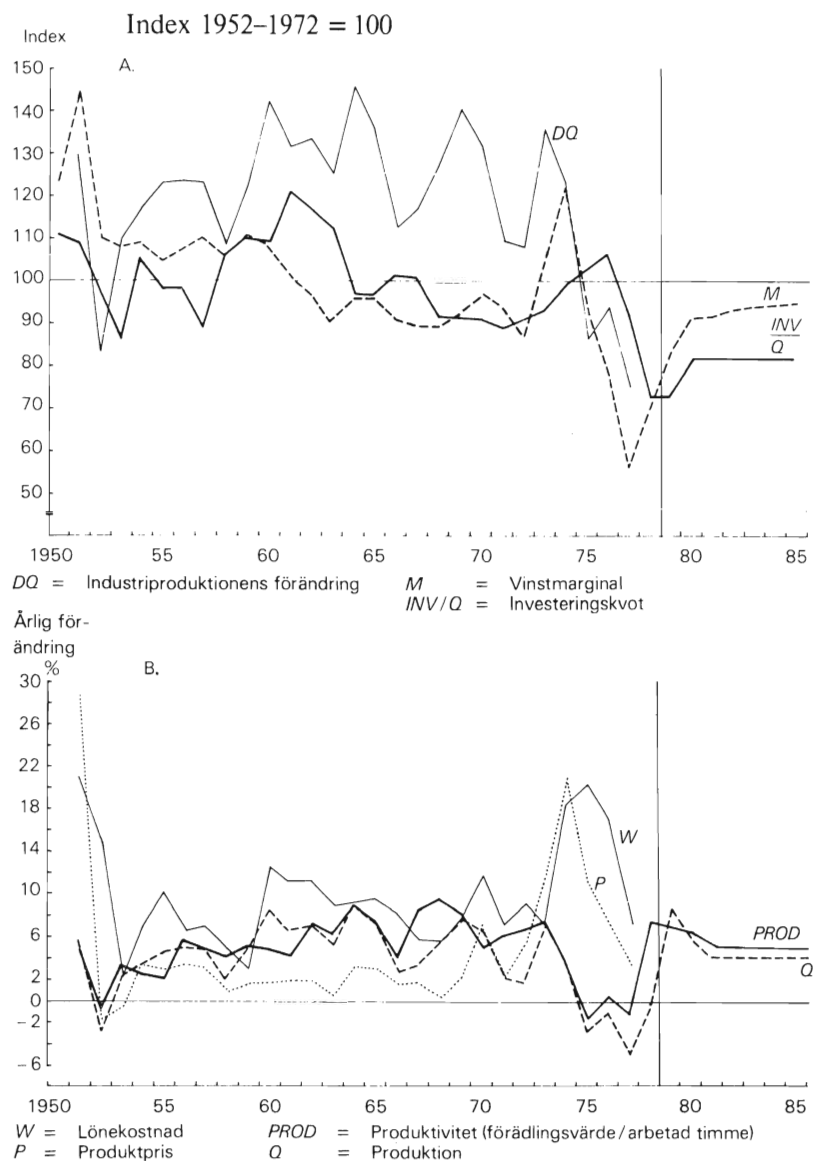 Index 1952–1972 = 100
Index
A.
150
140
130
120
110
100
90
80
70
60
50
DQ
M
INV
Q
1950 55 60 65 70 75 80 85
DQ = Industriproduktionens förändring M = Vinstmarginal
INV/Q = Investeringskvot
Årlig för-
ändring
%
B.
30
26
22
18
14
10
6
2
0
−2
−6
W
P
PROD
Q
1950 55 60 65 70 75 80 85
W = Lönekostnad PROD = Produktivitet (förädlingsvärde/arbetad timme)
P = Produktpris Q = Produktion